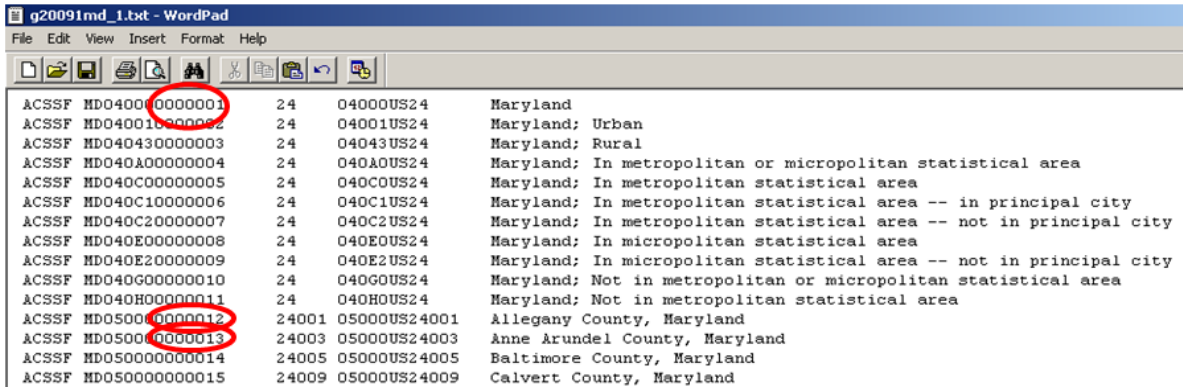 g20091md_1.txt - WordPad
File Edit View Insert Format Help
ACSSF MD040000000001 24 04000US24 Maryland
ACSSF MD040010000002 24 04001US24 Maryland; Urban
ACSSF MD040430000003 24 04043US24 Maryland; Rural
ACSSF MD040A00000004 24 040A0US24 Maryland; In metropolitan or micropolitan statistical area
ACSSF MD040C00000005 24 040C0US24 Maryland; In metropolitan statistical area
ACSSF MD040C10000006 24 040C1US24 Maryland; In metropolitan statistical area -- in principal city
ACSSF MD040C20000007 24 040C2US24 Maryland; In metropolitan statistical area -- not in principal city
ACSSF MD040E00000008 24 040E0US24 Maryland; In micropolitan statistical area
ACSSF MD040E20000009 24 040E2US24 Maryland; In micropolitan statistical area -- not in principal city
ACSSF MD040G00000010 24 040G0US24 Maryland; Not in metropolitan or micropolitan statistical area
ACSSF MD040H00000011 24 040H0US24 Maryland; Not in metropolitan statistical area
ACSSF MD050000000012 24001 05000US24001 Allegany County, Maryland
ACSSF MD050000000013 24003 05000US24003 Anne Arundel County, Maryland
ACSSF MD050000000014 24005 05000US24005 Baltimore County, Maryland
ACSSF MD050000000015 24009 05000US24009 Calvert County, Maryland